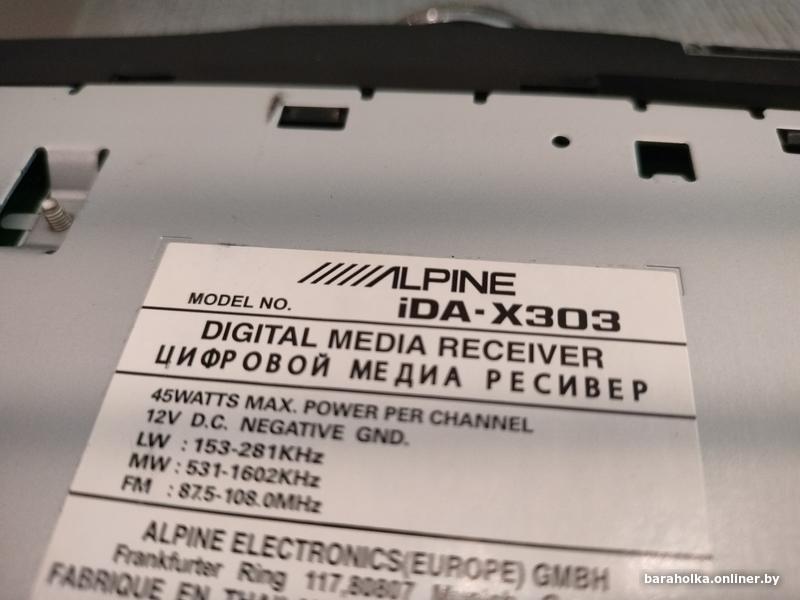 /////ALPINE
MODEL NO. iDA-X303
DIGITAL MEDIA RECEIVER
ЦИФРОВОЙ МЕДИА РЕСИВЕР
45WATTS MAX. POWER PER CHANNEL
12V D.C. NEGATIVE GND.
LW : 153-281KHz
MW : 531-1602KHz
FM : 87.5-108.0MHz
ALPINE ELECTRONICS(EUROPE) GMBH
Frankfurter Ring 117,80807
FABRIQUE EN
baraholka.onliner.by